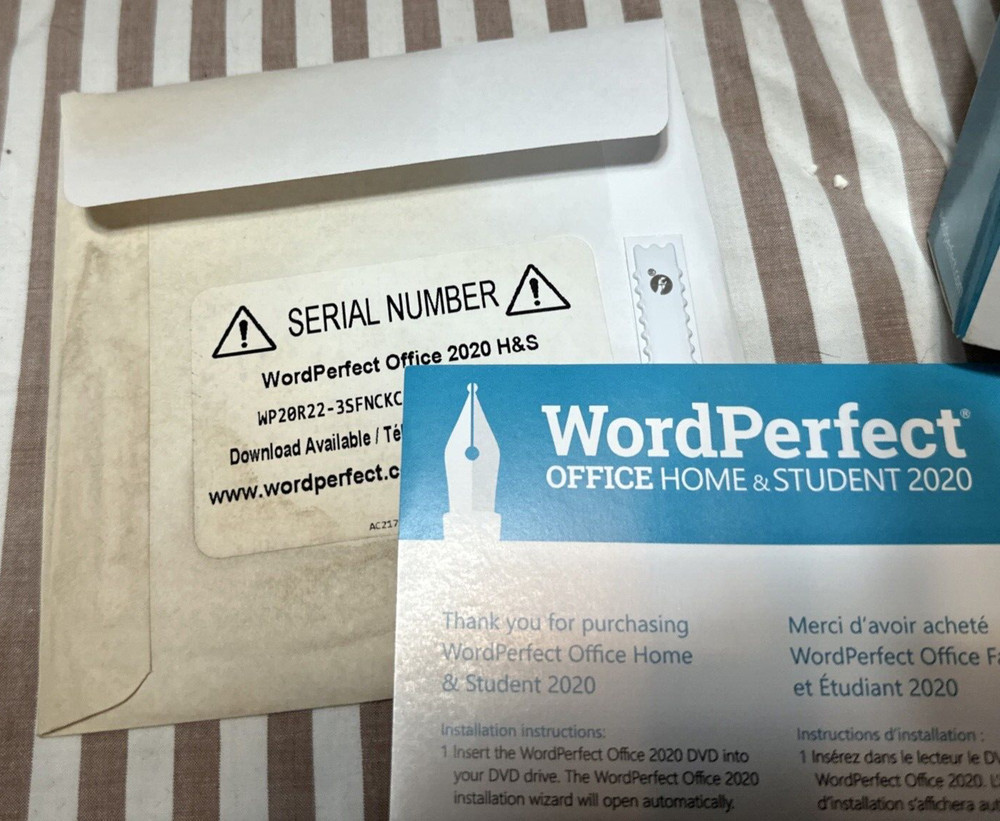 SERIAL NUMBER
WordPerfect Office 2020 H&S
WP20R22-3SFNCKC
Download Available / Tél
www.wordperfect.c
AC217
WordPerfect®
OFFICE HOME & STUDENT 2020
Thank you for purchasing
WordPerfect Office Home
& Student 2020
Installation instructions:
1 Insert the WordPerfect Office 2020 DVD into
your DVD drive. The WordPerfect Office 2020
installation wizard will open automatically.
Merci d'avoir acheté
WordPerfect Office Fa
et Étudiant 2020
Instructions d'installation :
1 Insérez dans le lecteur le DV
WordPerfect Office 2020. L'
d'installation s'affichera aut